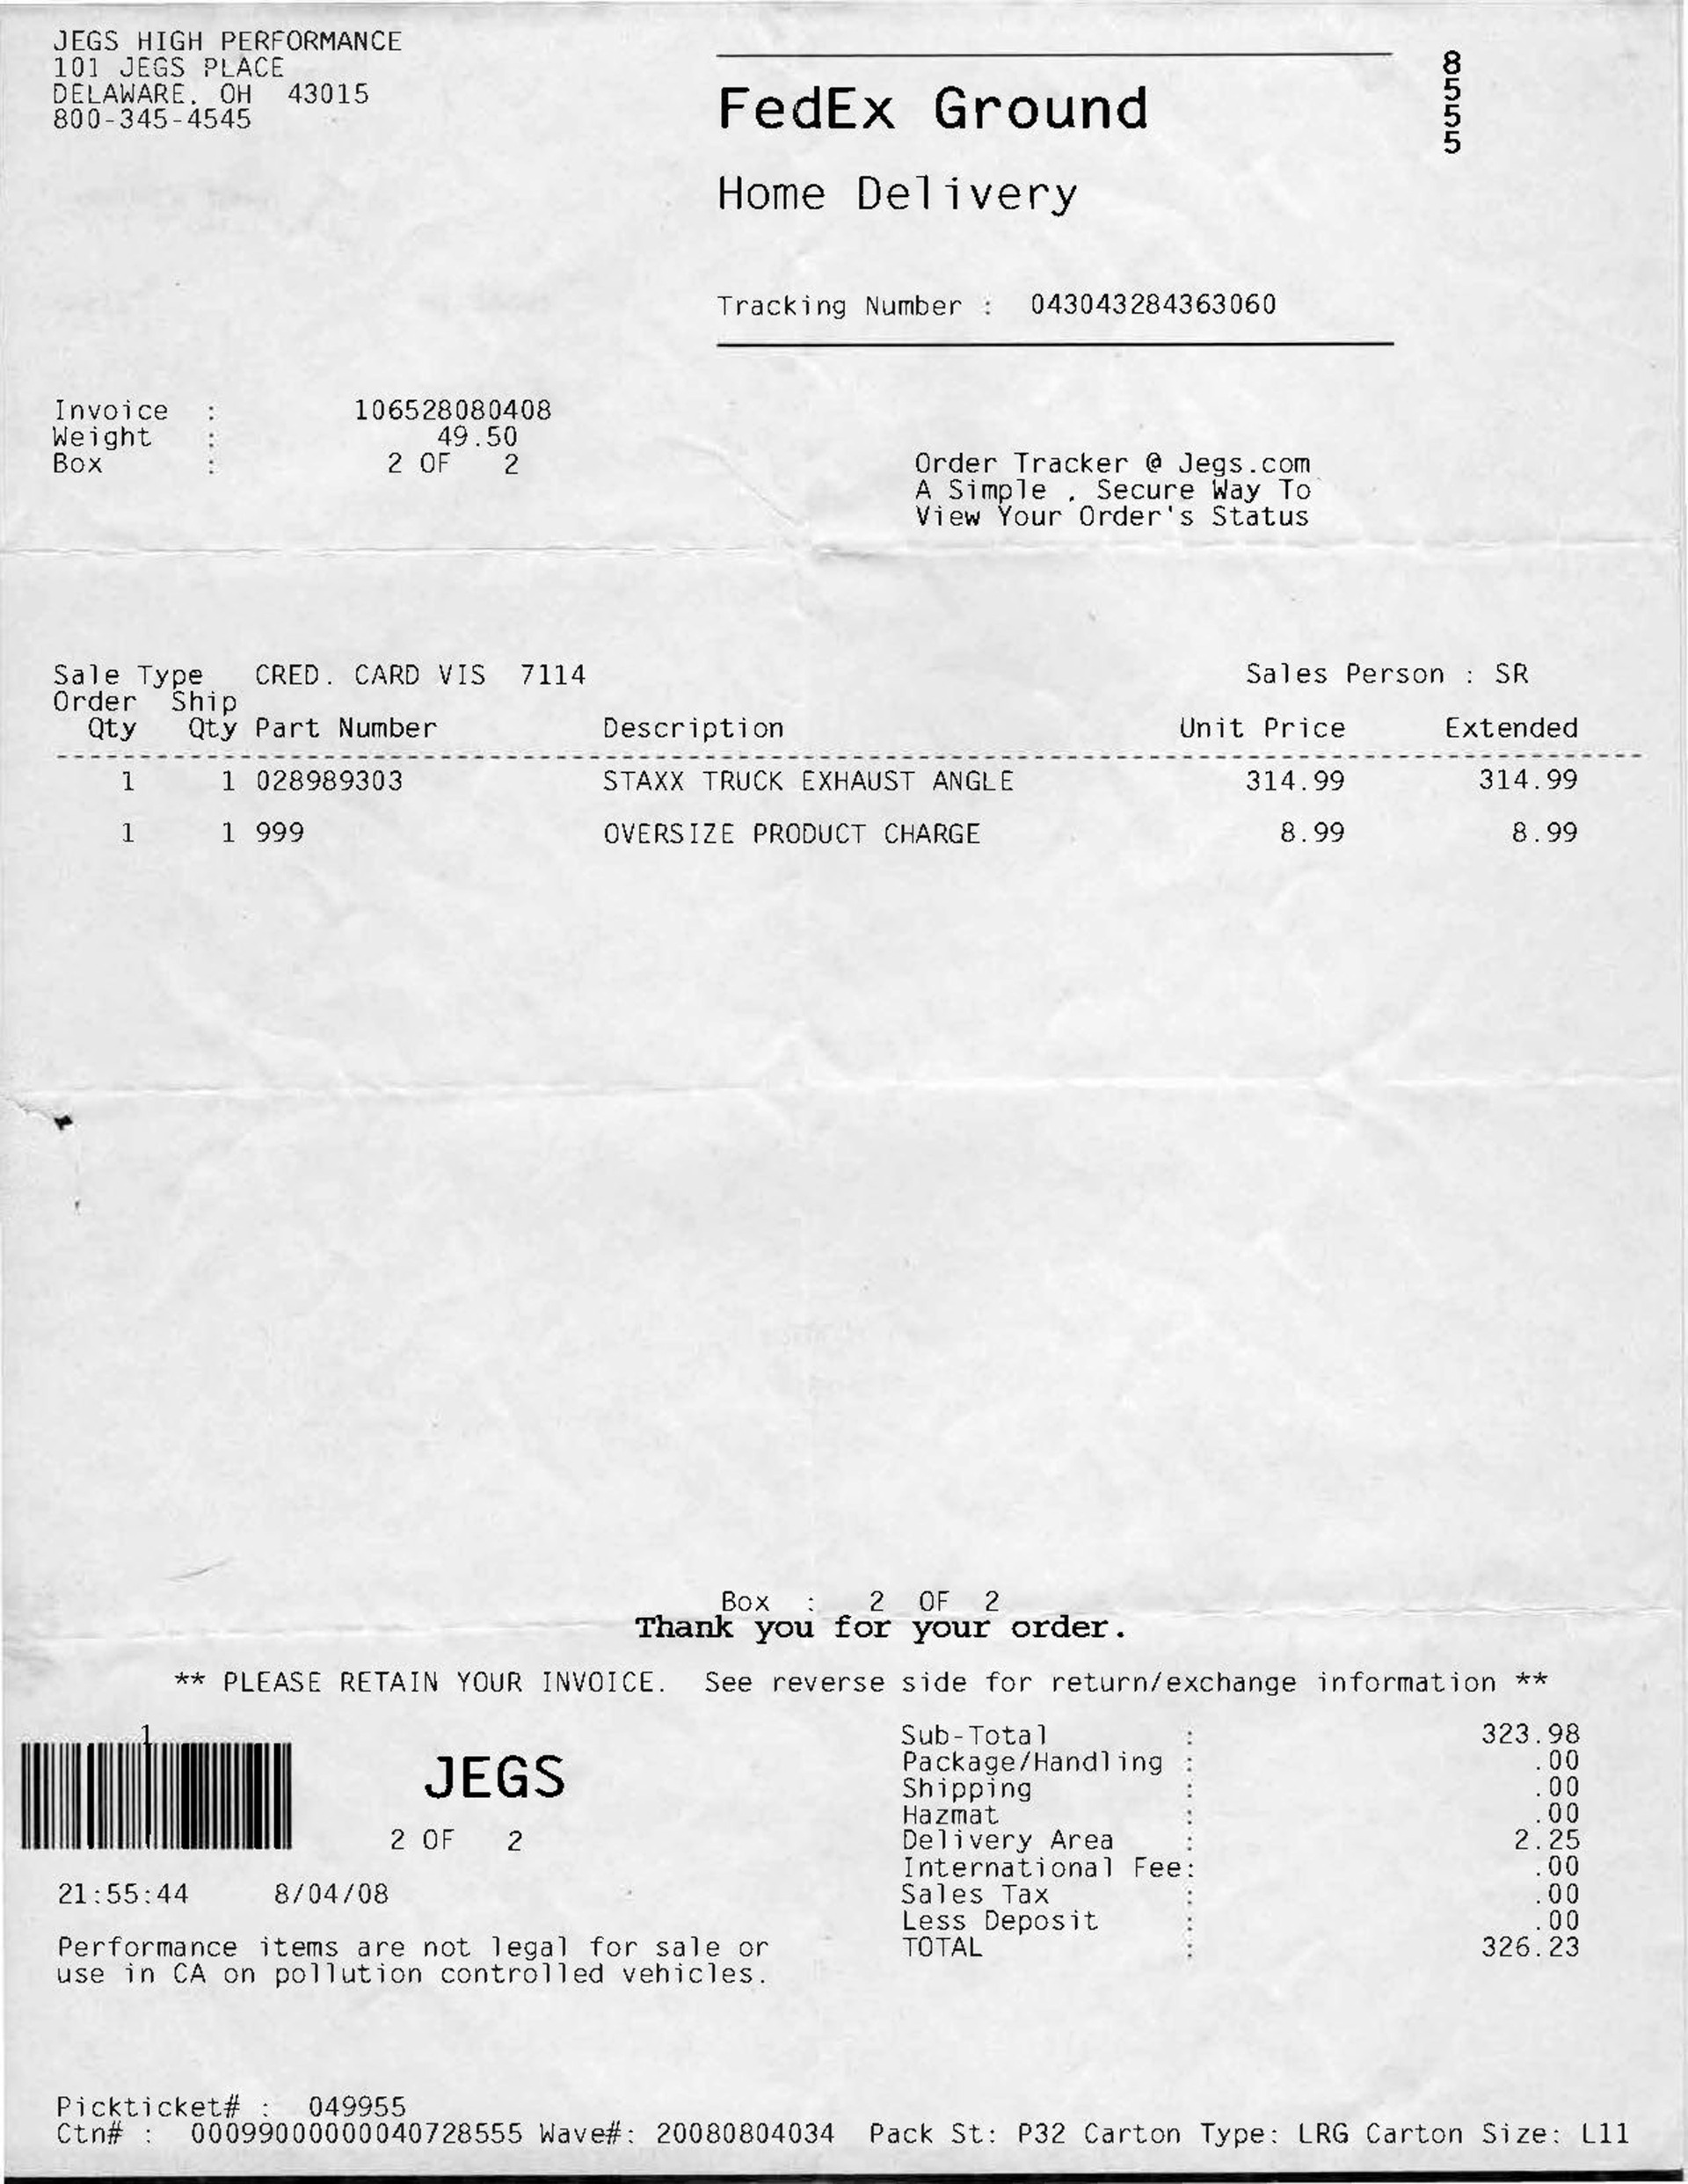 JEGS HIGH PERFORMANCE
101 JEGS PLACE
DELAWARE, OH 43015
800-345-4545
8555
FedEx Ground
Home Delivery
Tracking Number : 043043284363060
Invoice : 106528080408
Weight : 49.50
Box : 2 OF 2
Order Tracker @ Jegs.com
A Simple , Secure Way To
View Your Order's Status
Sale Type CRED. CARD VIS 7114 Sales Person : SR
Order Ship
Qty Qty Part Number Description Unit Price Extended
1 1 028989303 STAXX TRUCK EXHAUST ANGLE 314.99 314.99
1 1 999 OVERSIZE PRODUCT CHARGE 8.99 8.99
Box : 2 OF 2
Thank you for your order.
** PLEASE RETAIN YOUR INVOICE. See reverse side for return/exchange information **
1
JEGS
2 OF 2
21:55:44 8/04/08
Performance items are not legal for sale or
use in CA on pollution controlled vehicles.
Sub-Total : 323.98
Package/Handling : .00
Shipping : .00
Hazmat : .00
Delivery Area : 2.25
International Fee: .00
Sales Tax : .00
Less Deposit : .00
TOTAL : 326.23
Pickticket# : 049955
Ctn# : 00099000000040728555 Wave#: 20080804034 Pack St: P32 Carton Type: LRG Carton Size: L11